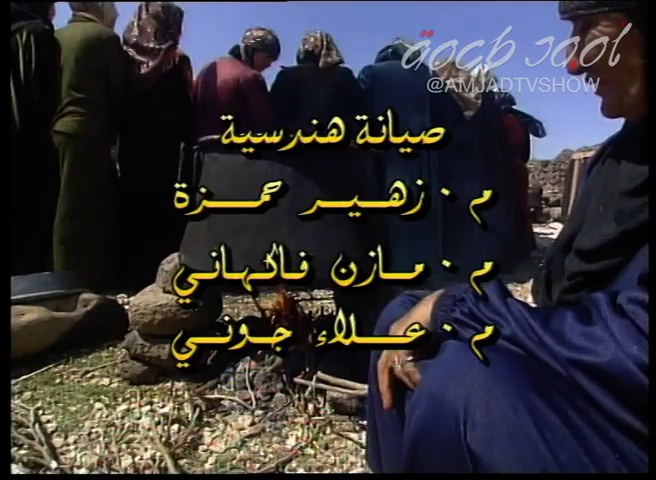 @AMJADTVSHOW
صيانة هندسية
م . زهير حمزة
م . مازن فاكهاني
م . علاء جوني